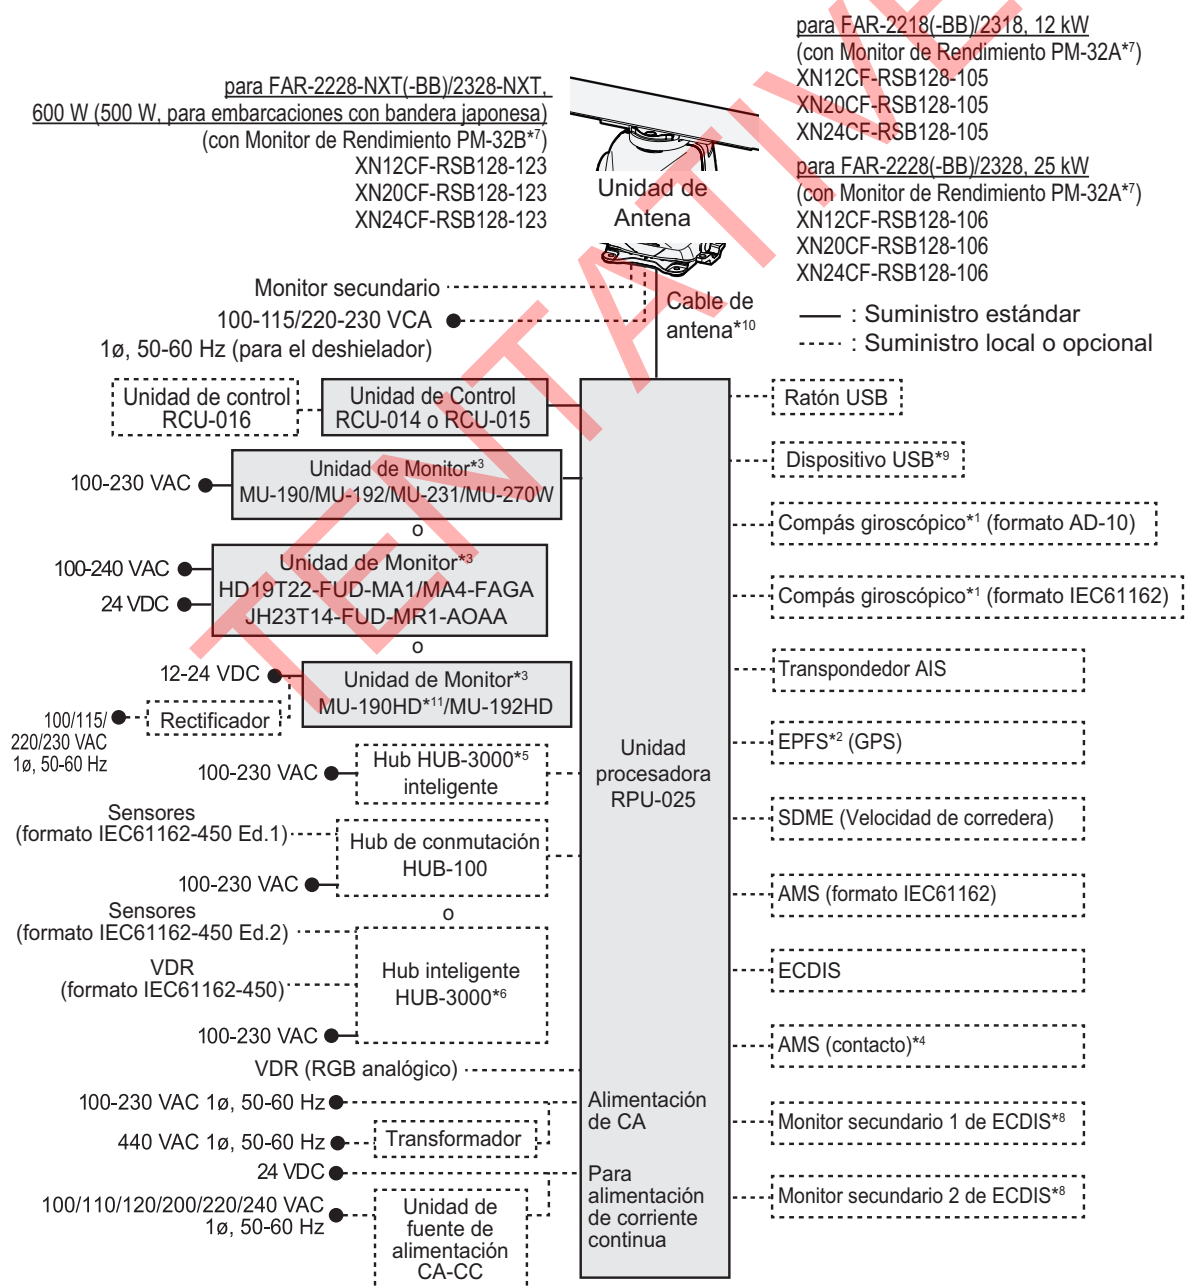 para FAR-2218(-BB)/2318, 12 kW
(con Monitor de Rendimiento PM-32A*7)
XN12CF-RSB128-105
XN20CF-RSB128-105
XN24CF-RSB128-105
para FAR-2228(-BB)/2328, 25 kW
(con Monitor de Rendimiento PM-32A*7)
XN12CF-RSB128-106
XN20CF-RSB128-106
XN24CF-RSB128-106
para FAR-2228-NXT(-BB)/2328-NXT,
600 W (500 W, para embarcaciones con bandera japonesa)
(con Monitor de Rendimiento PM-32B*7)
XN12CF-RSB128-123
XN20CF-RSB128-123
XN24CF-RSB128-123
Unidad de
Antena
Monitor secundario
100-115/220-230 VCA
1ø, 50-60 Hz (para el deshielador)
Cable de
antena*10
: Suministro estándar
: Suministro local o opcional
Unidad de control
RCU-016
Unidad de Control
RCU-014 o RCU-015
100-230 VAC
Unidad de Monitor*3
MU-190/MU-192/MU-231/MU-270W
o
100-240 VAC
24 VDC
Unidad de Monitor*3
HD19T22-FUD-MA1/MA4-FAGA
JH23T14-FUD-MR1-AOAA
o
12-24 VDC
Unidad de Monitor*3
MU-190HD*11/MU-192HD
100/115/
220/230 VAC
1ø, 50-60 Hz
Rectificador
100-230 VAC
Hub HUB-3000*5
inteligente
Sensores
(formato IEC61162-450 Ed.1)
Hub de conmutación
HUB-100
100-230 VAC
o
Sensores
(formato IEC61162-450 Ed.2)
VDR
(formato IEC61162-450)
Hub inteligente
HUB-3000*6
100-230 VAC
VDR (RGB analógico)
100-230 VAC 1ø, 50-60 Hz
440 VAC 1ø, 50-60 Hz
Transformador
24 VDC
100/110/120/200/220/240 VAC
1ø, 50-60 Hz
Unidad de
fuente de
alimentación
CA-CC
Unidad
procesadora
RPU-025
Alimentación
de CA
Para
alimentación
de corriente
continua
Ratón USB
Dispositivo USB*9
Compás giroscópico*1 (formato AD-10)
Compás giroscópico*1 (formato IEC61162)
Transpondedor AIS
EPFS*2 (GPS)
SDME (Velocidad de corredera)
AMS (formato IEC61162)
ECDIS
AMS (contacto)*4
Monitor secundario 1 de ECDIS*8
Monitor secundario 2 de ECDIS*8
TENTATIVE